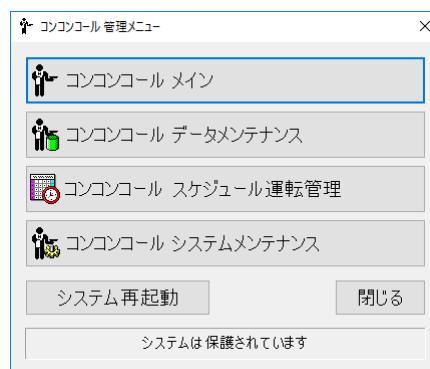 コンコンコール 管理メニュー
コンコンコール メイン
コンコンコール データメンテナンス
コンコンコール スケジュール運転管理
コンコンコール システムメンテナンス
システム再起動
閉じる
システムは 保護されています